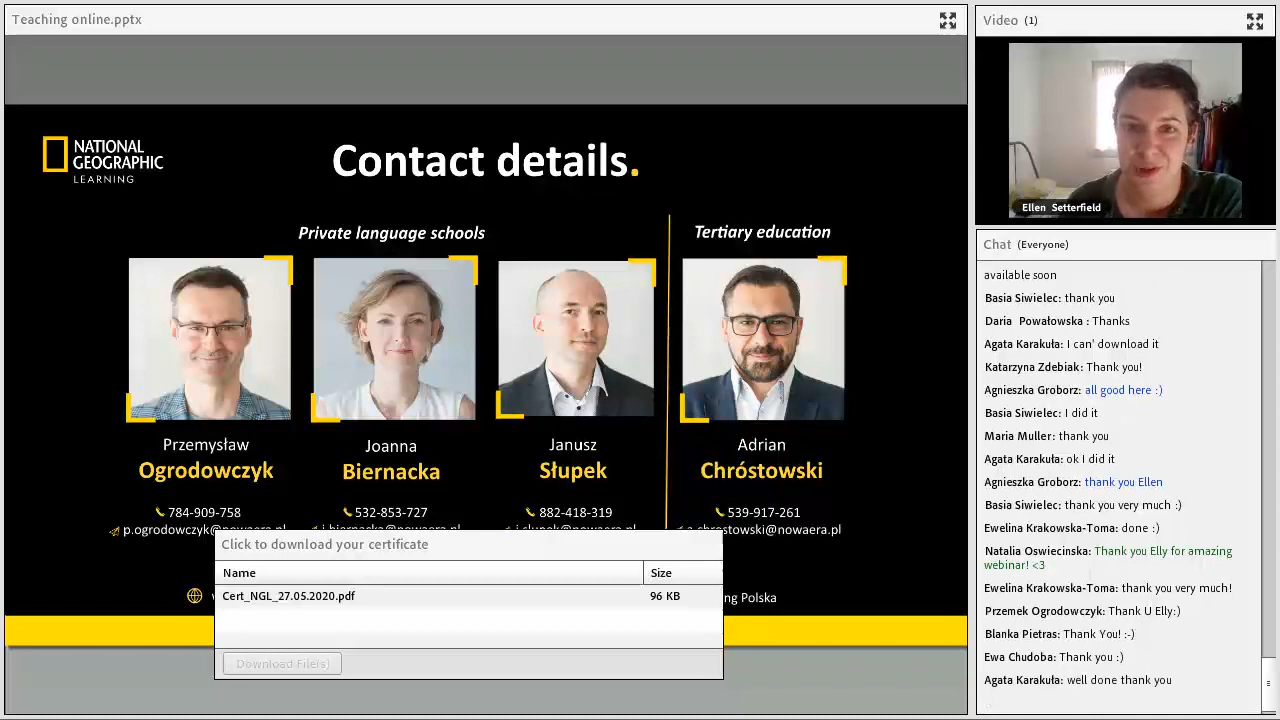 Teaching online.pptx
NATIONAL
GEOGRAPHIC
LEARNING
Contact details.
Private language schools
Tertiary education
Przemysław
Ogrodowczyk
784-909-758
p.ogrodowczyk@nowaera.pl
Joanna
Biernacka
532-853-727
j.biernacka@nowaera.pl
Janusz
Słupek
882-418-319
j.slupek@nowaera.pl
Adrian
Chróstowski
539-917-261
a.chrostowski@nowaera.pl
ng Polska
Click to download your certificate
Name
Size
Cert_NGL_27.05.2020.pdf
96 KB
Download File(s)
Video (1)
Ellen Setterfield
Chat (Everyone)
available soon
Basia Siwielec: thank you
Daria Powałowska : Thanks
Agata Karakuła: I can' download it
Katarzyna Zdebiak: Thank you!
Agnieszka Groborz: all good here :)
Basia Siwielec: I did it
Maria Muller: thank you
Agata Karakuła: ok I did it
Agnieszka Groborz: thank you Ellen
Basia Siwielec: thank you very much :)
Ewelina Krakowska-Toma: done :)
Natalia Oswiecinska: Thank you Elly for amazing
webinar! <3
Ewelina Krakowska-Toma: thank you very much!
Przemek Ogrodowczyk: Thank U Elly:)
Blanka Pietras: Thank You! :-)
Ewa Chudoba: Thank you :)
Agata Karakuła: well done thank you